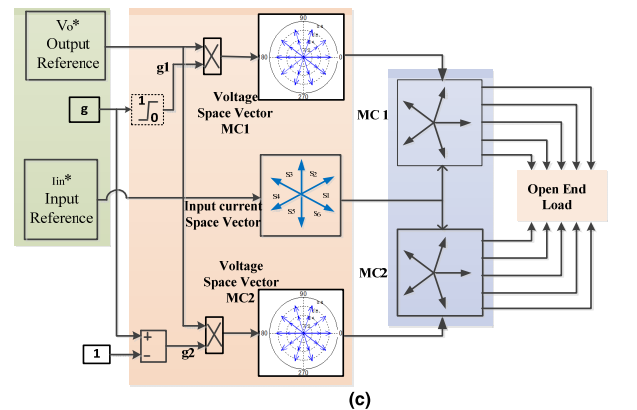 Vo*
Output
Reference
g
1
0
g1
90
180
0
270
Voltage
Space Vector
MC1
MC 1
Iin*
Input
Reference
Input current
Space Vector
S3
S2
S4
S1
S5
S6
Open End
Load
Voltage
Space Vector
MC2
MC2
90
180
0
270
+
−
1
g2
(c)